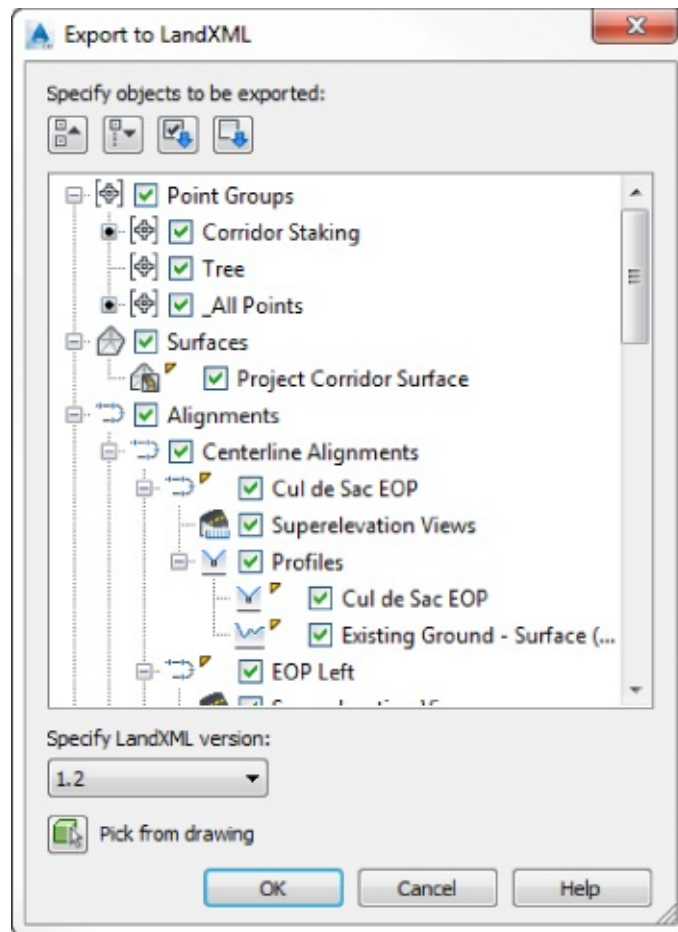 Export to LandXML
Specify objects to be exported:
Point Groups
Corridor Staking
Tree
_All Points
Surfaces
Project Corridor Surface
Alignments
Centerline Alignments
Cul de Sac EOP
Superelevation Views
Profiles
Cul de Sac EOP
Existing Ground - Surface (...
EOP Left
Specify LandXML version:
1.2
Pick from drawing
OK Cancel Help